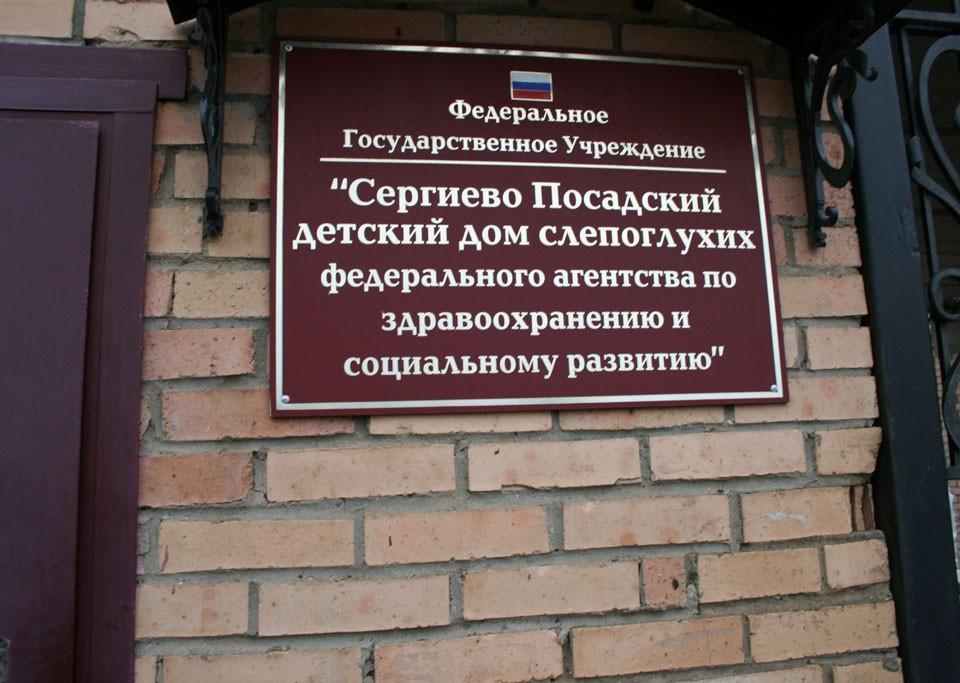 Федеральное
Государственное Учреждение
“Сергиево Посадский
детский дом слепоглухих
федерального агентства по
здравоохранению и
социальному развитию”